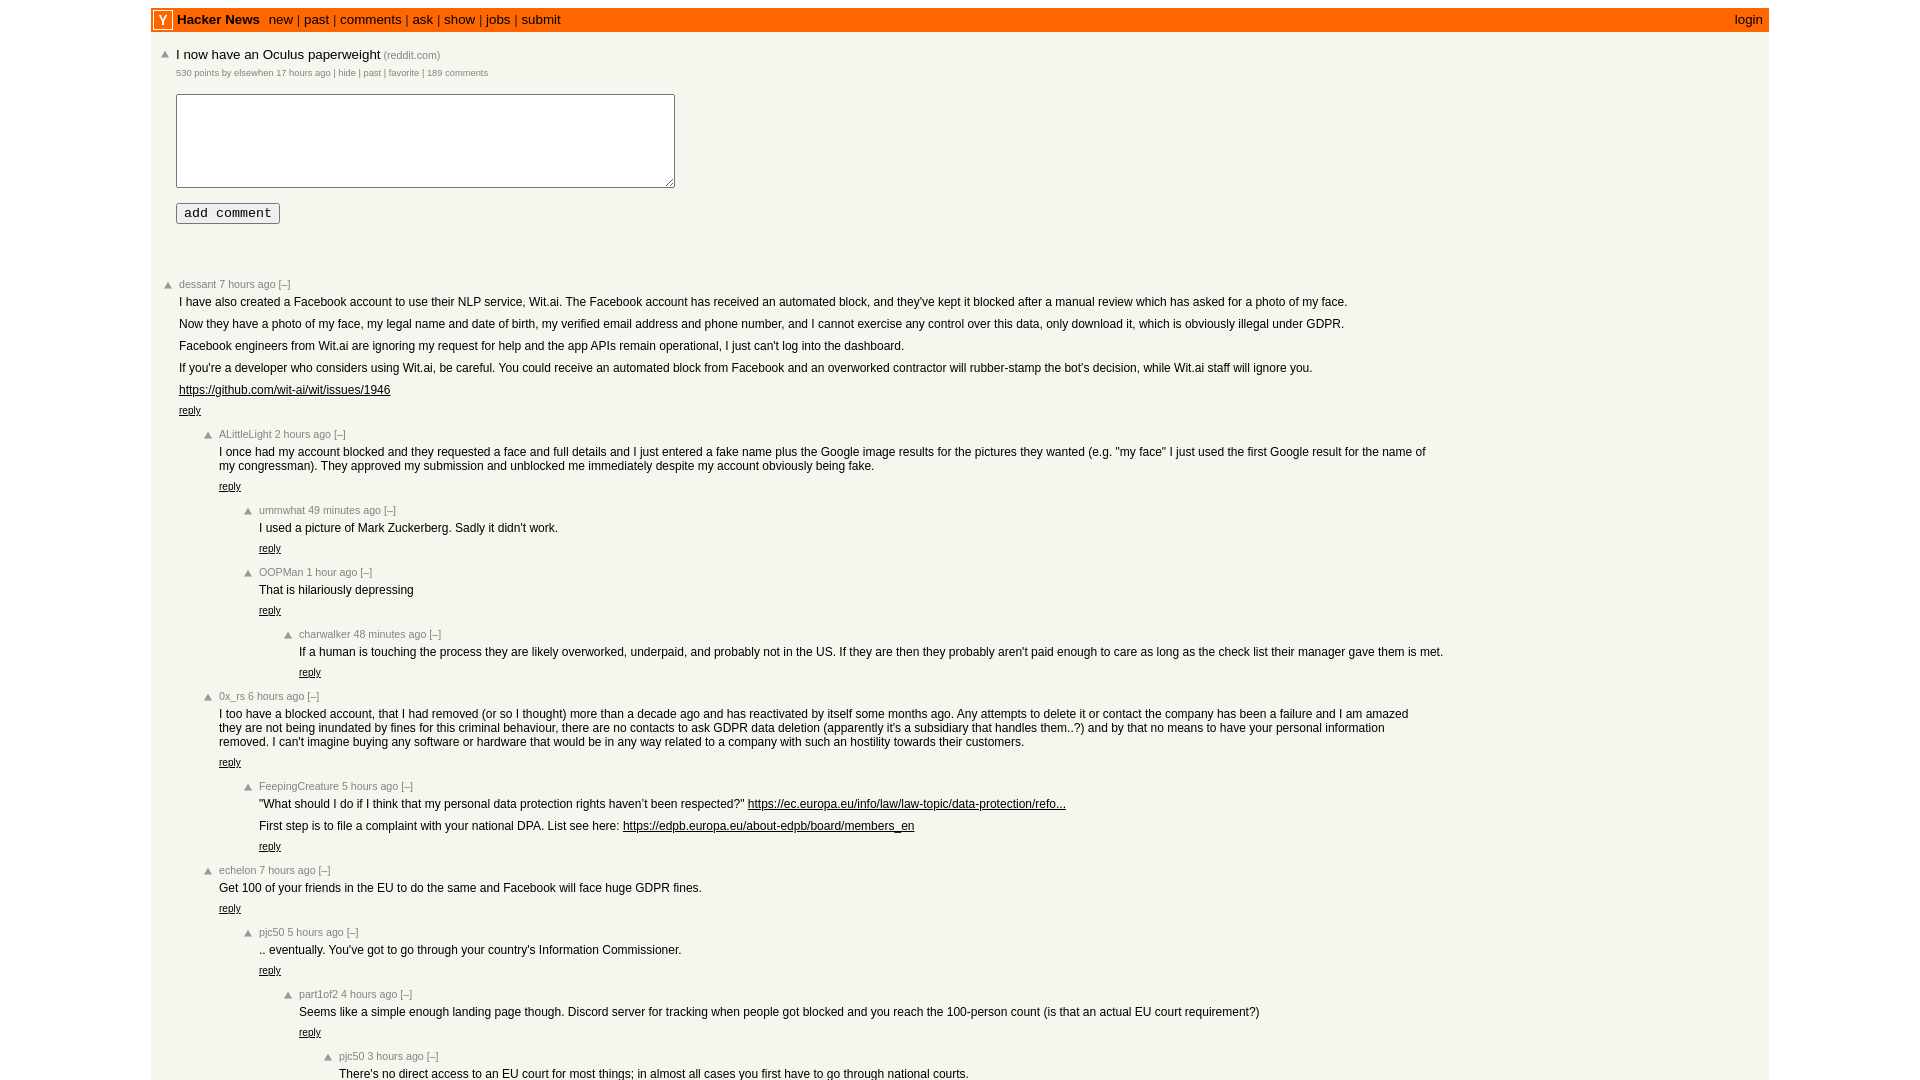 Y Hacker News new | past | comments | ask | show | jobs | submit login
I now have an Oculus paperweight (reddit.com)
530 points by elsewhen 17 hours ago | hide | past | favorite | 189 comments
add comment
dessant 7 hours ago [–]
I have also created a Facebook account to use their NLP service, Wit.ai. The Facebook account has received an automated block, and they've kept it blocked after a manual review which has asked for a photo of my face.
Now they have a photo of my face, my legal name and date of birth, my verified email address and phone number, and I cannot exercise any control over this data, only download it, which is obviously illegal under GDPR.
Facebook engineers from Wit.ai are ignoring my request for help and the app APIs remain operational, I just can't log into the dashboard.
If you're a developer who considers using Wit.ai, be careful. You could receive an automated block from Facebook and an overworked contractor will rubber-stamp the bot's decision, while Wit.ai staff will ignore you.
https://github.com/wit-ai/wit/issues/1946
reply
ALittleLight 2 hours ago [–]
I once had my account blocked and they requested a face and full details and I just entered a fake name plus the Google image results for the pictures they wanted (e.g. "my face" I just used the first Google result for the name of
my congressman). They approved my submission and unblocked me immediately despite my account obviously being fake.
reply
ummwhat 49 minutes ago [–]
I used a picture of Mark Zuckerberg. Sadly it didn't work.
reply
OOPMan 1 hour ago [–]
That is hilariously depressing
reply
charwalker 48 minutes ago [–]
If a human is touching the process they are likely overworked, underpaid, and probably not in the US. If they are then they probably aren't paid enough to care as long as the check list their manager gave them is met.
reply
0x_rs 6 hours ago [–]
I too have a blocked account, that I had removed (or so I thought) more than a decade ago and has reactivated by itself some months ago. Any attempts to delete it or contact the company has been a failure and I am amazed
they are not being inundated by fines for this criminal behaviour, there are no contacts to ask GDPR data deletion (apparently it's a subsidiary that handles them..?) and by that no means to have your personal information
removed. I can't imagine buying any software or hardware that would be in any way related to a company with such an hostility towards their customers.
reply
FeepingCreature 5 hours ago [–]
"What should I do if I think that my personal data protection rights haven’t been respected?" https://ec.europa.eu/info/law/law-topic/data-protection/refo...
First step is to file a complaint with your national DPA. List see here: https://edpb.europa.eu/about-edpb/board/members_en
reply
echelon 7 hours ago [–]
Get 100 of your friends in the EU to do the same and Facebook will face huge GDPR fines.
reply
pjc50 5 hours ago [–]
.. eventually. You've got to go through your country's Information Commissioner.
reply
part1of2 4 hours ago [–]
Seems like a simple enough landing page though. Discord server for tracking when people got blocked and you reach the 100-person count (is that an actual EU court requirement?)
reply
pjc50 3 hours ago [–]
There's no direct access to an EU court for most things; in almost all cases you first have to go through national courts.